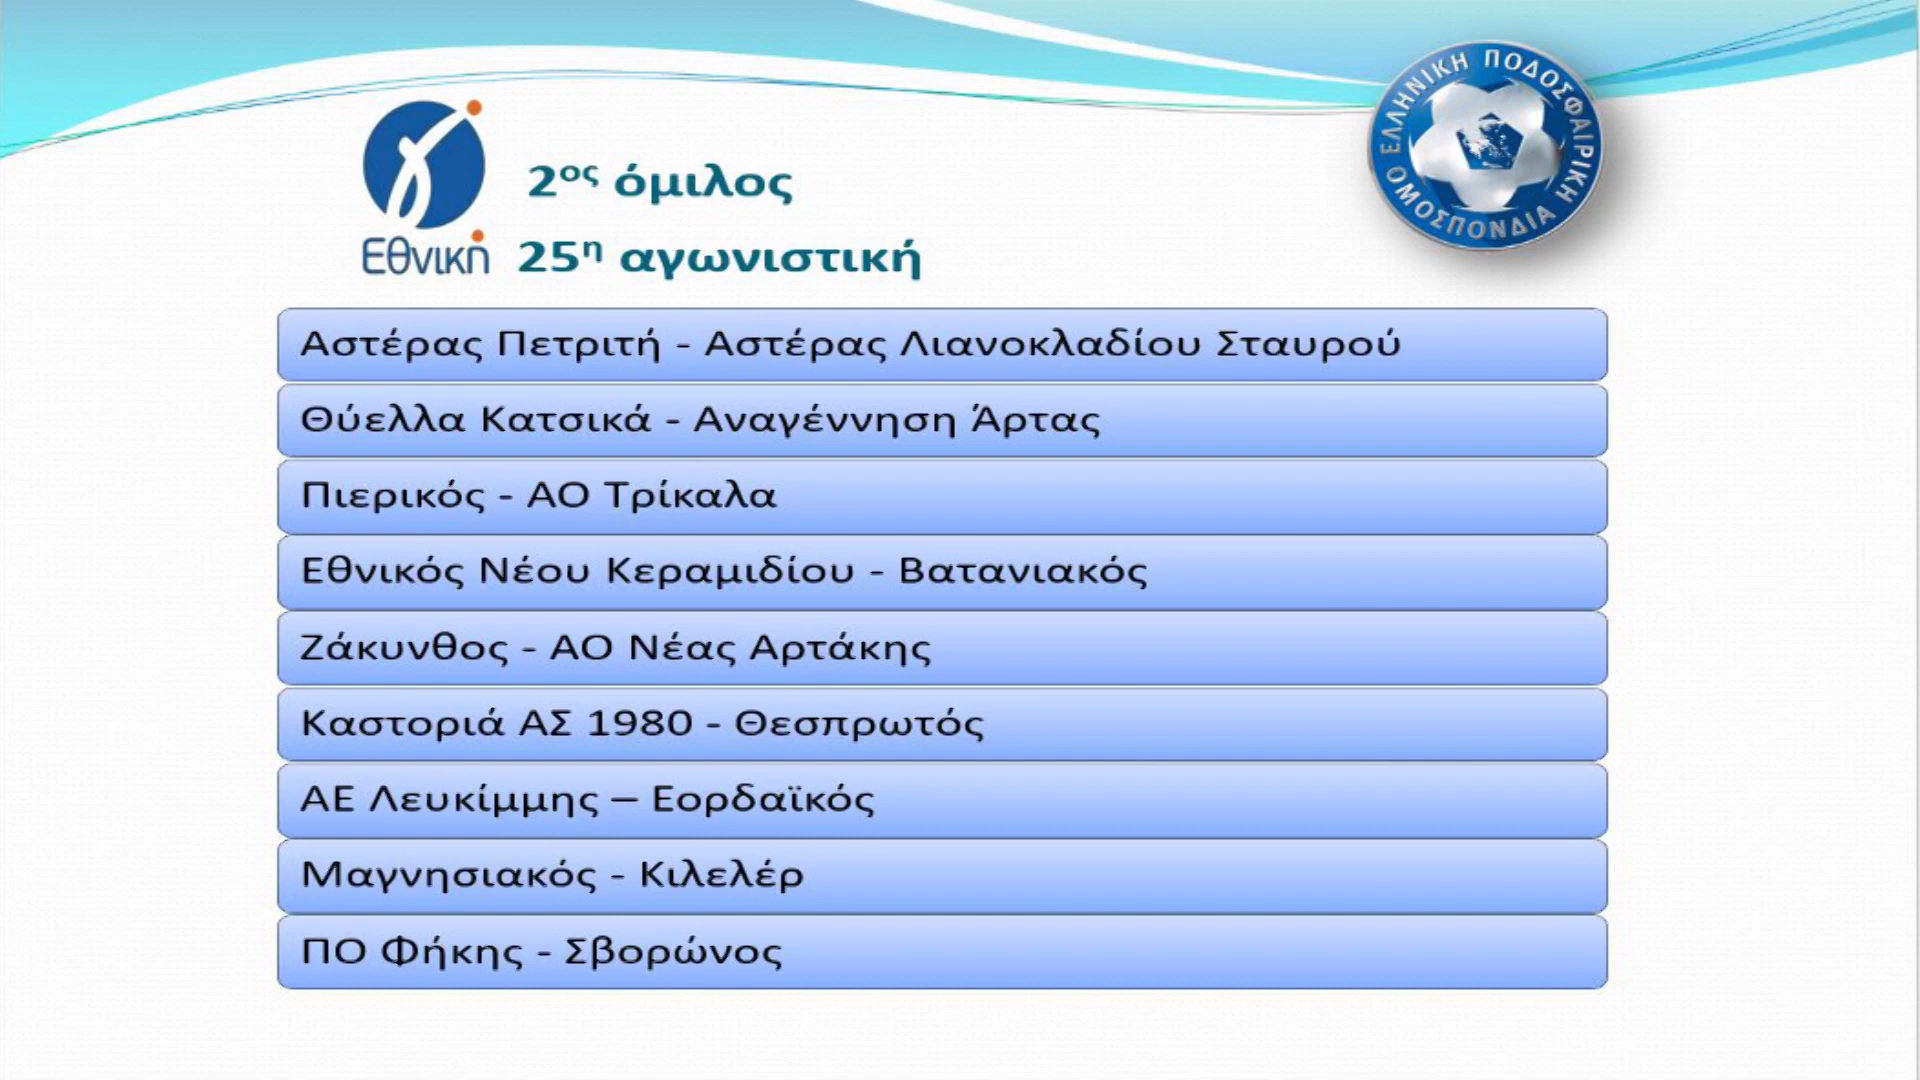 Εθνική
2ος όμιλος
25η αγωνιστική
ΕΛΛΗΝΙΚΗ ΠΟΔΟΣΦΑΙΡΙΚΗ ΟΜΟΣΠΟΝΔΙΑ
Αστέρας Πετριτή - Αστέρας Λιανοκλαδίου Σταυρού
Θύελλα Κατσικά - Αναγέννηση Άρτας
Πιερικός - ΑΟ Τρίκαλα
Εθνικός Νέου Κεραμιδίου - Βατανιακός
Ζάκυνθος - ΑΟ Νέας Αρτάκης
Καστοριά ΑΣ 1980 - Θεσπρωτός
ΑΕ Λευκίμμης – Εορδαϊκός
Μαγνησιακός - Κιλελέρ
ΠΟ Φήκης - Σβορώνος